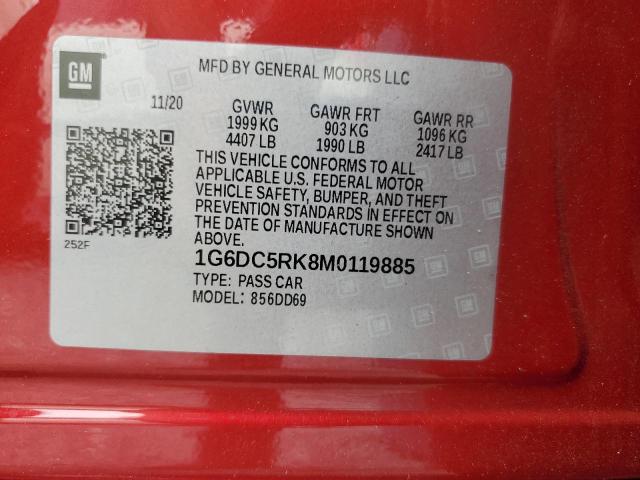 GM
MFD BY GENERAL MOTORS LLC
11/20 GVWR GAWR FRT GAWR RR
1999 KG 903 KG 1096 KG
4407 LB 1990 LB 2417 LB
THIS VEHICLE CONFORMS TO ALL
APPLICABLE U.S. FEDERAL MOTOR
VEHICLE SAFETY, BUMPER, AND THEFT
PREVENTION STANDARDS IN EFFECT ON
THE DATE OF MANUFACTURE SHOWN
ABOVE.
252F
1G6DC5RK8M0119885
TYPE: PASS CAR
MODEL: 856DD69